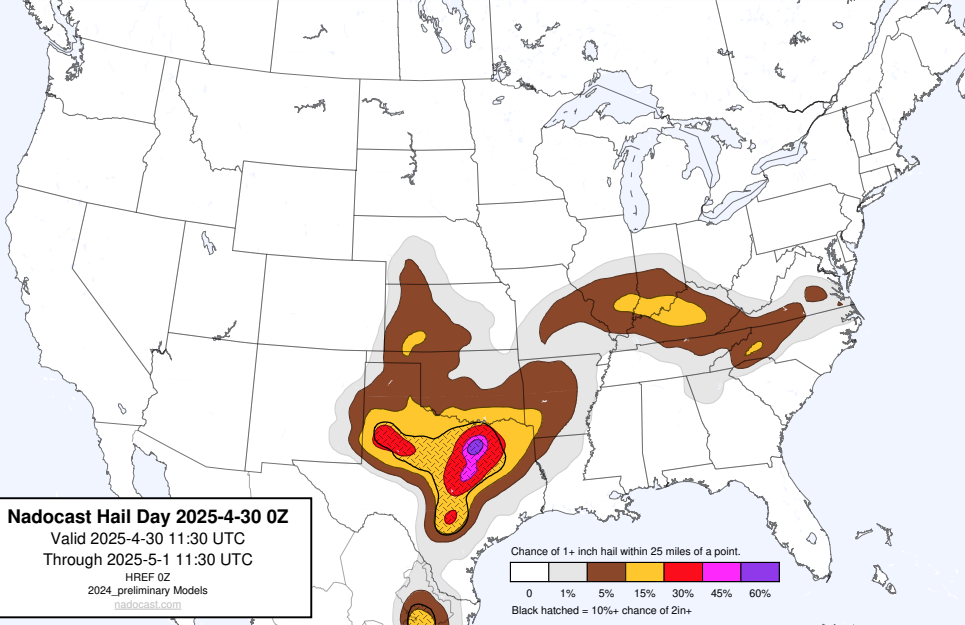 Nadocast Hail Day 2025-4-30 0Z
Valid 2025-4-30 11:30 UTC
Through 2025-5-1 11:30 UTC
HREF 0Z
2024_preliminary Models
nadocast.com
Chance of 1+ inch hail within 25 miles of a point.
0 1% 5% 15% 30% 45% 60%
Black hatched = 10%+ chance of 2in+